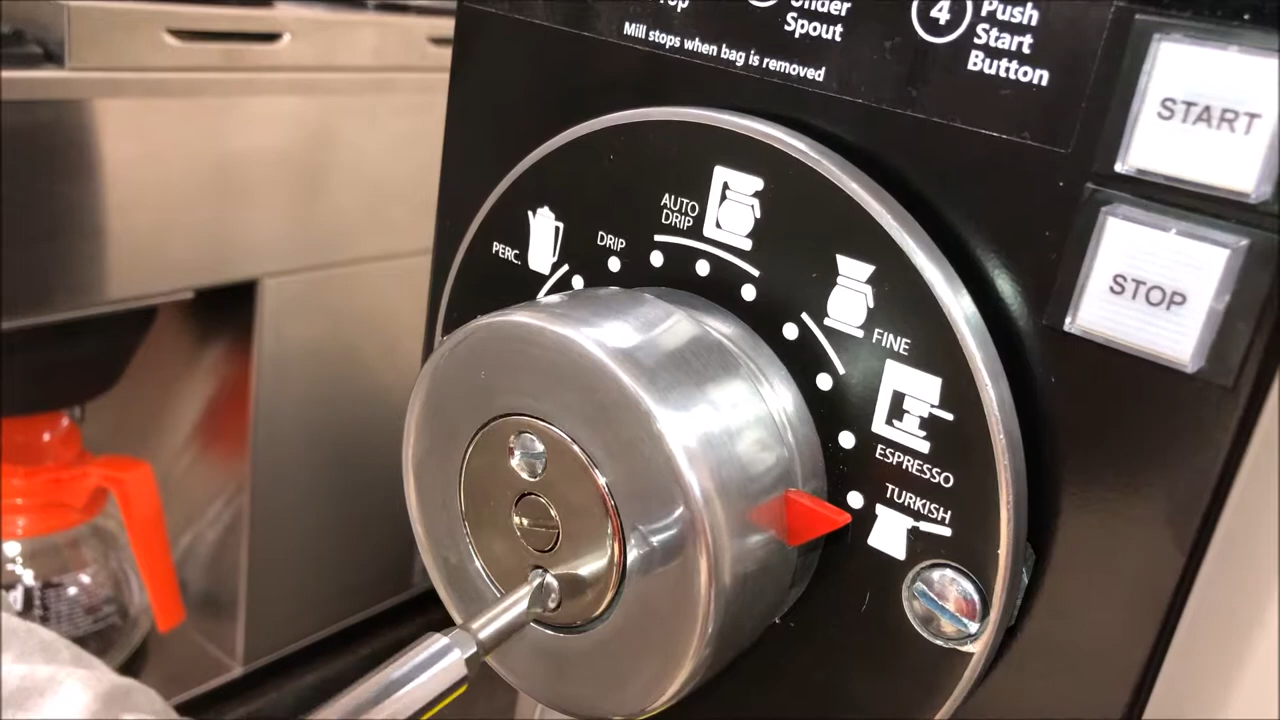 Top
Under
Spout
4
Push
Start
Button
Mill stops when bag is removed
START
STOP
AUTO
DRIP
DRIP
PERC.
FINE
ESPRESSO
TURKISH